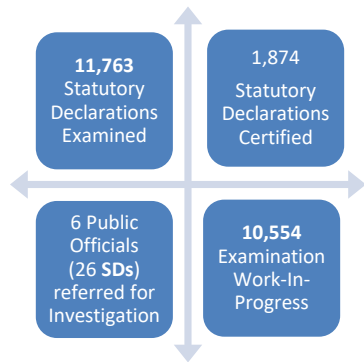 11,763
Statutory
Declarations
Examined
1,874
Statutory
Declarations
Certified
6 Public
Officials
(26 SDs)
referred for
Investigation
10,554
Examination
Work-In-
Progress